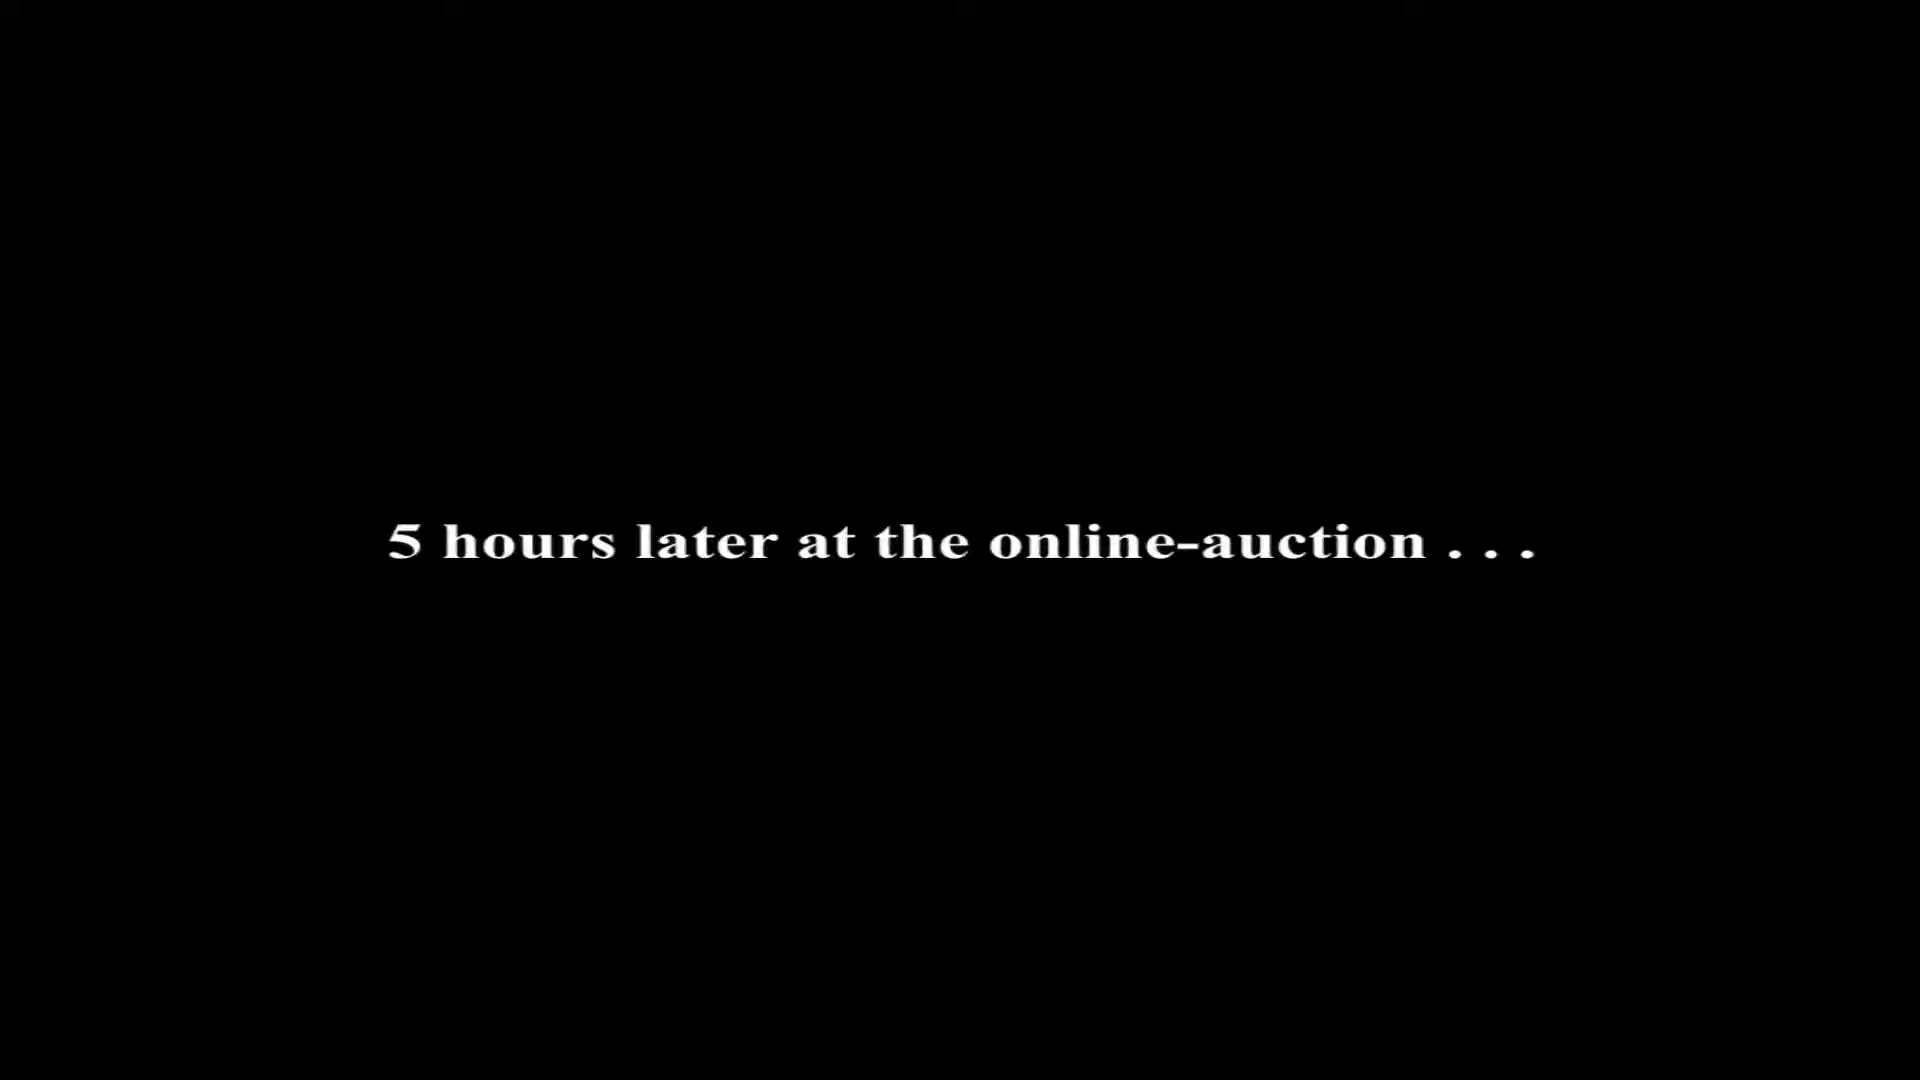 5 hours later at the online-auction . . .